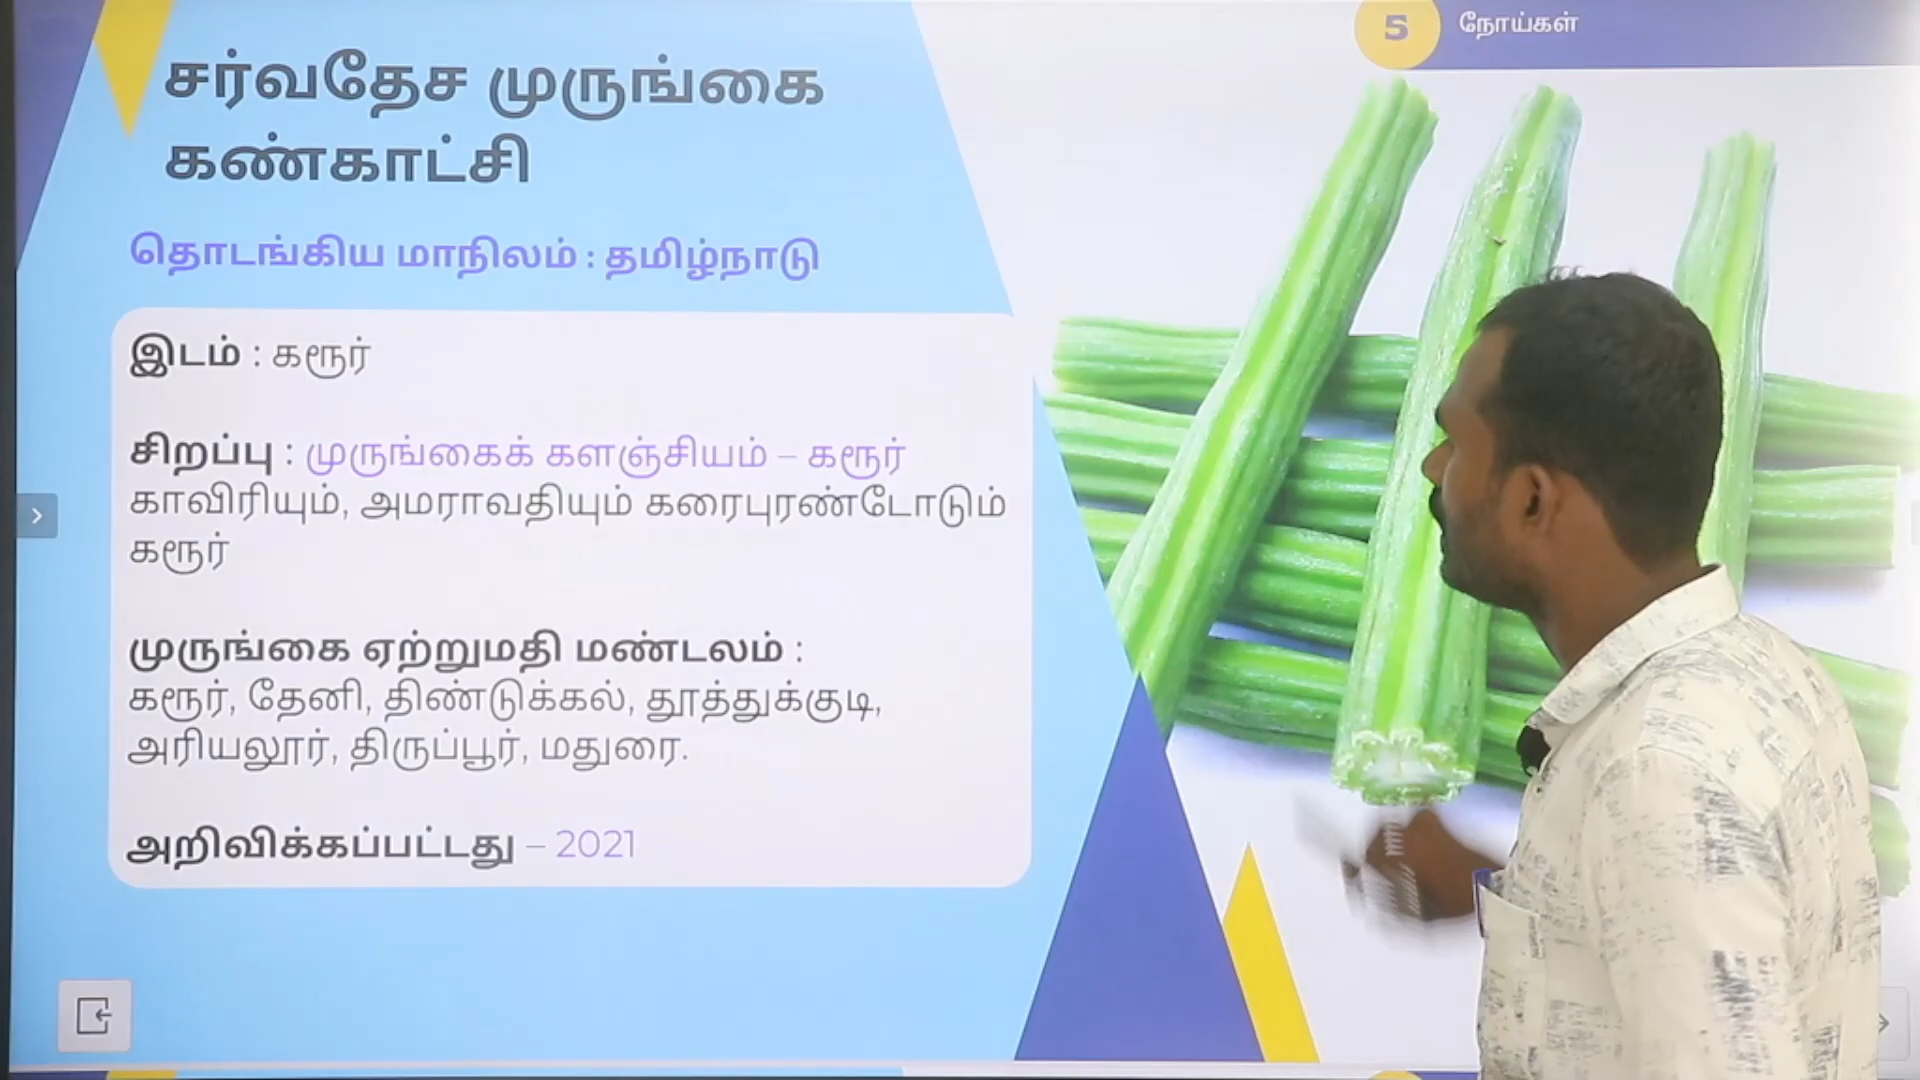 சர்வதேச முருங்கை
கண்காட்சி
தொடங்கிய மாநிலம் : தமிழ்நாடு
இடம் : கரூர்
சிறப்பு : முருங்கைக் களஞ்சியம் – கரூர்
காவிரியும், அமராவதியும் கரைபுரண்டோடும்
கரூர்
முருங்கை ஏற்றுமதி மண்டலம் :
கரூர், தேனி, திண்டுக்கல், தூத்துக்குடி,
அரியலூர், திருப்பூர், மதுரை.
அறிவிக்கப்பட்டது – 2021
5 நோய்கள்